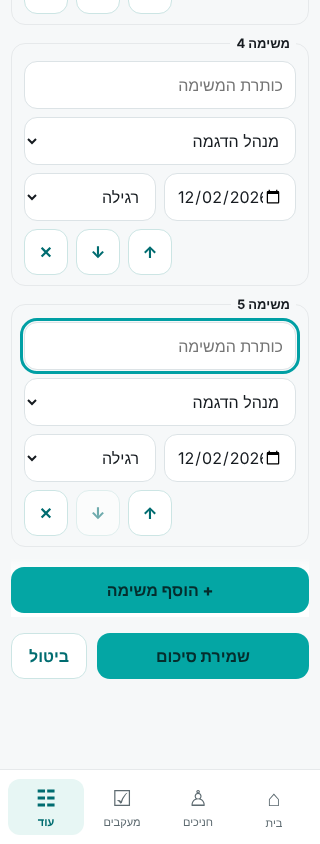 משימה 4
כותרת המשימה
מנהל הדגמה
12/02/2026 רגילה
↑ ↓ ×
משימה 5
כותרת המשימה
מנהל הדגמה
12/02/2026 רגילה
↑ ↓ ×
+ הוסף משימה
שמירת סיכום ביטול
בית חניכים מעקבים עוד